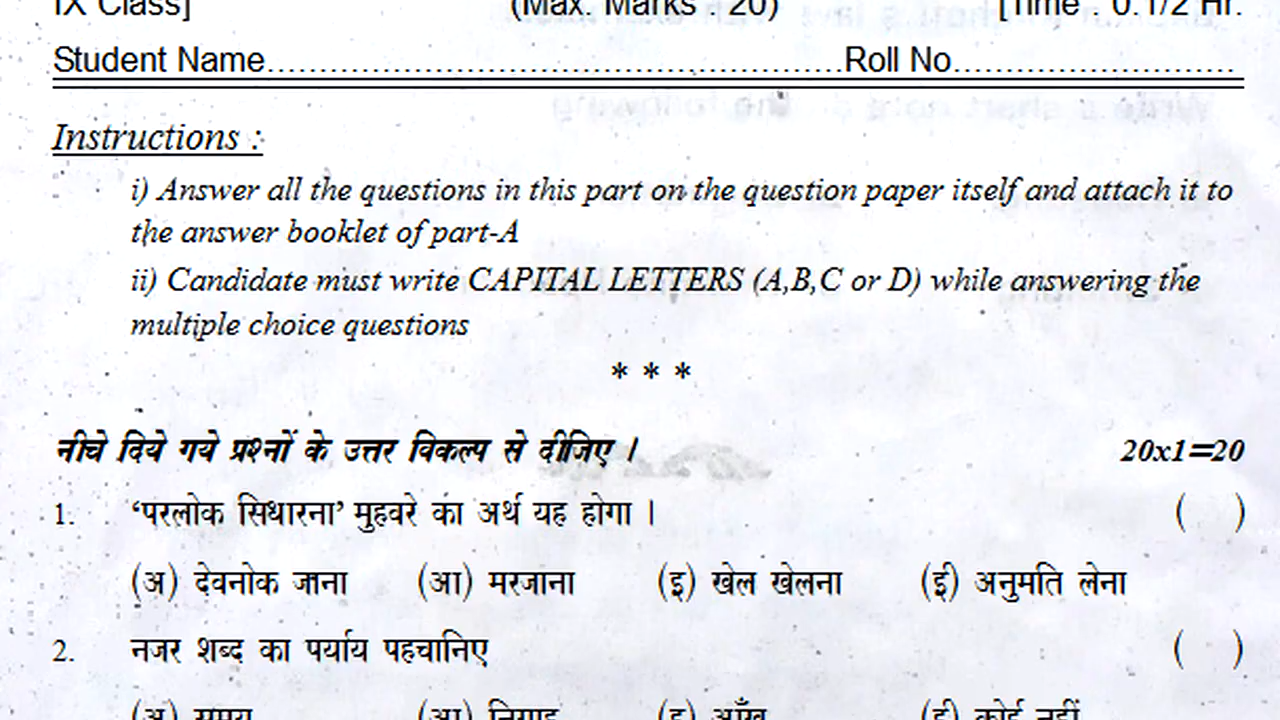 IX Class] (Max. Marks : 20) [Time : 0.1/2 Hr.
Student Name................................................................Roll No...........................
Instructions :
i) Answer all the questions in this part on the question paper itself and attach it to
the answer booklet of part-A
ii) Candidate must write CAPITAL LETTERS (A,B,C or D) while answering the
multiple choice questions
* * *
नीचे दिये गये प्रश्नों के उत्तर विकल्प से दीजिए । 20x1=20
1. ‘परलोक सिधारना’ मुहवरे का अर्थ यह होगा । ( )
(अ) देवनोक जाना (आ) मरजाना (इ) खेल खेलना (ई) अनुमति लेना
2. नजर शब्द का पर्याय पहचानिए ( )
(अ) समय (आ) निगाह (इ) आँख (ई) कोई नहीं